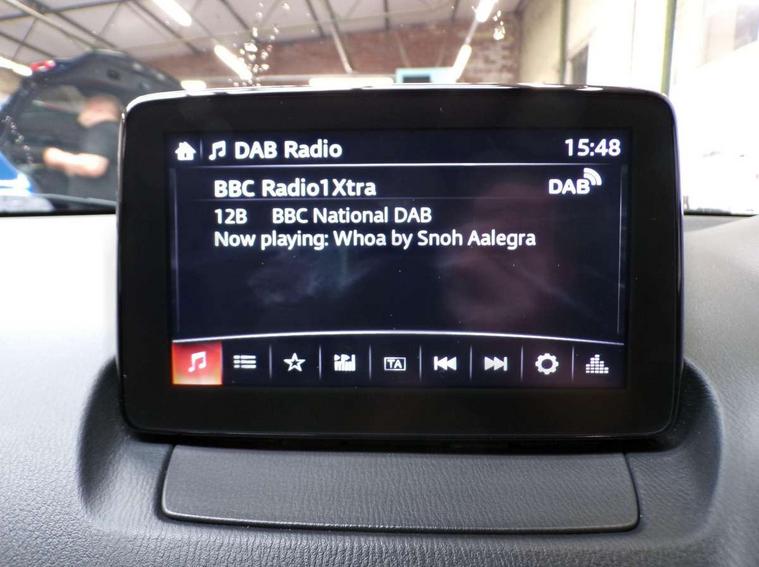 DAB Radio 15:48
BBC Radio1Xtra DAB
12B BBC National DAB
Now playing: Whoa by Snoh Aalegra
TA